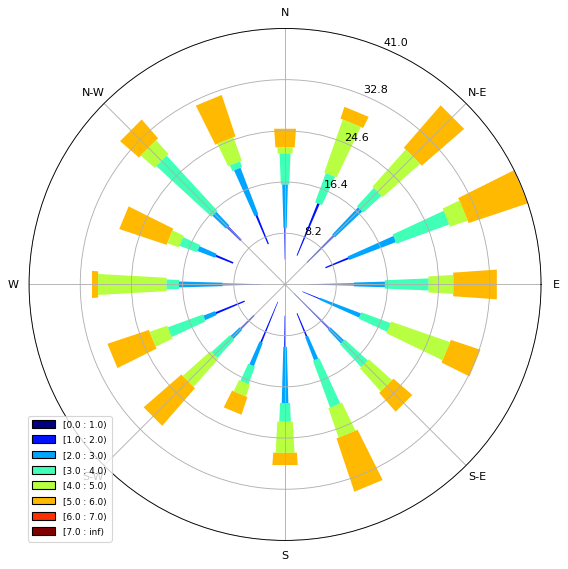 N
41.0
N-W
32.8
N-E
24.6
16.4
8.2
W
E
[0.0 : 1.0)
[1.0 : 2.0)
[2.0 : 3.0)
[3.0 : 4.0)
[4.0 : 5.0)
[5.0 : 6.0)
[6.0 : 7.0)
[7.0 : inf)
S-W
S-E
S